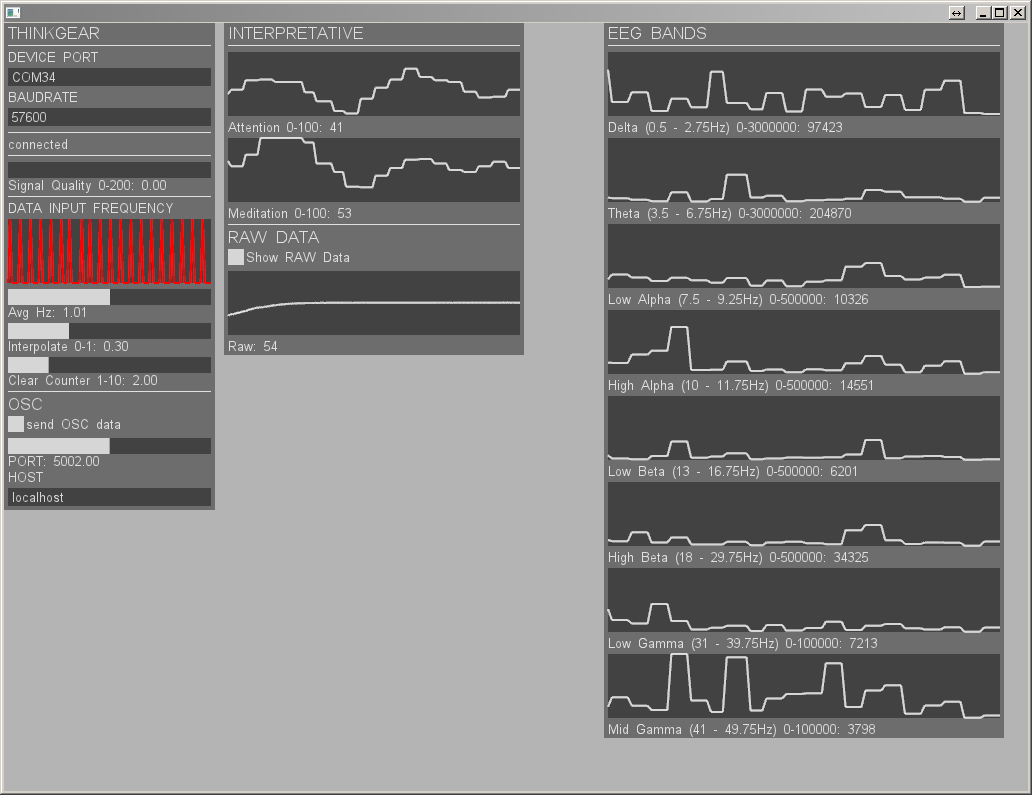 THINKGEAR
DEVICE PORT
COM34
BAUDRATE
57600
connected
Signal Quality 0-200: 0.00
DATA INPUT FREQUENCY
Avg Hz: 1.01
Interpolate 0-1: 0.30
Clear Counter 1-10: 2.00
OSC
send OSC data
PORT: 5002.00
HOST
localhost
INTERPRETATIVE
Attention 0-100: 41
Meditation 0-100: 53
RAW DATA
Show RAW Data
Raw: 54
EEG BANDS
Delta (0.5 - 2.75Hz) 0-3000000: 97423
Theta (3.5 - 6.75Hz) 0-3000000: 204870
Low Alpha (7.5 - 9.25Hz) 0-500000: 10326
High Alpha (10 - 11.75Hz) 0-500000: 14551
Low Beta (13 - 16.75Hz) 0-500000: 6201
High Beta (18 - 29.75Hz) 0-500000: 34325
Low Gamma (31 - 39.75Hz) 0-100000: 7213
Mid Gamma (41 - 49.75Hz) 0-100000: 3798